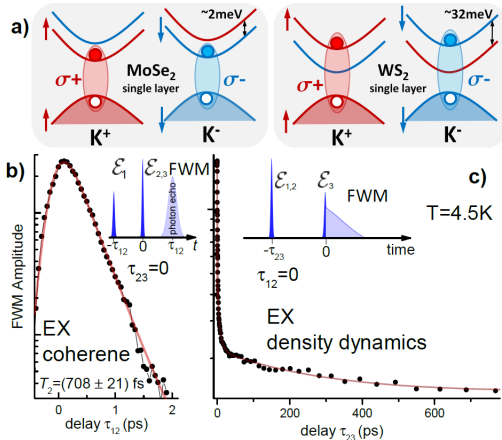 a)
~2meV
~32meV
σ+
MoSe2
single layer
σ-
σ+
WS2
single layer
σ-
K+
K-
K+
K-
b)
ℰ1
ℰ2,3
FWM
photon echo
-τ12
0
τ12
t
τ23=0
ℰ1,2
ℰ3
FWM
c)
T=4.5K
-τ23
0
time
τ12=0
FWM Amplitude
EX
coherene
T2=(708 ± 21) fs
EX
density dynamics
0
1
2
0
200
400
600
delay τ12(ps)
delay τ23(ps)